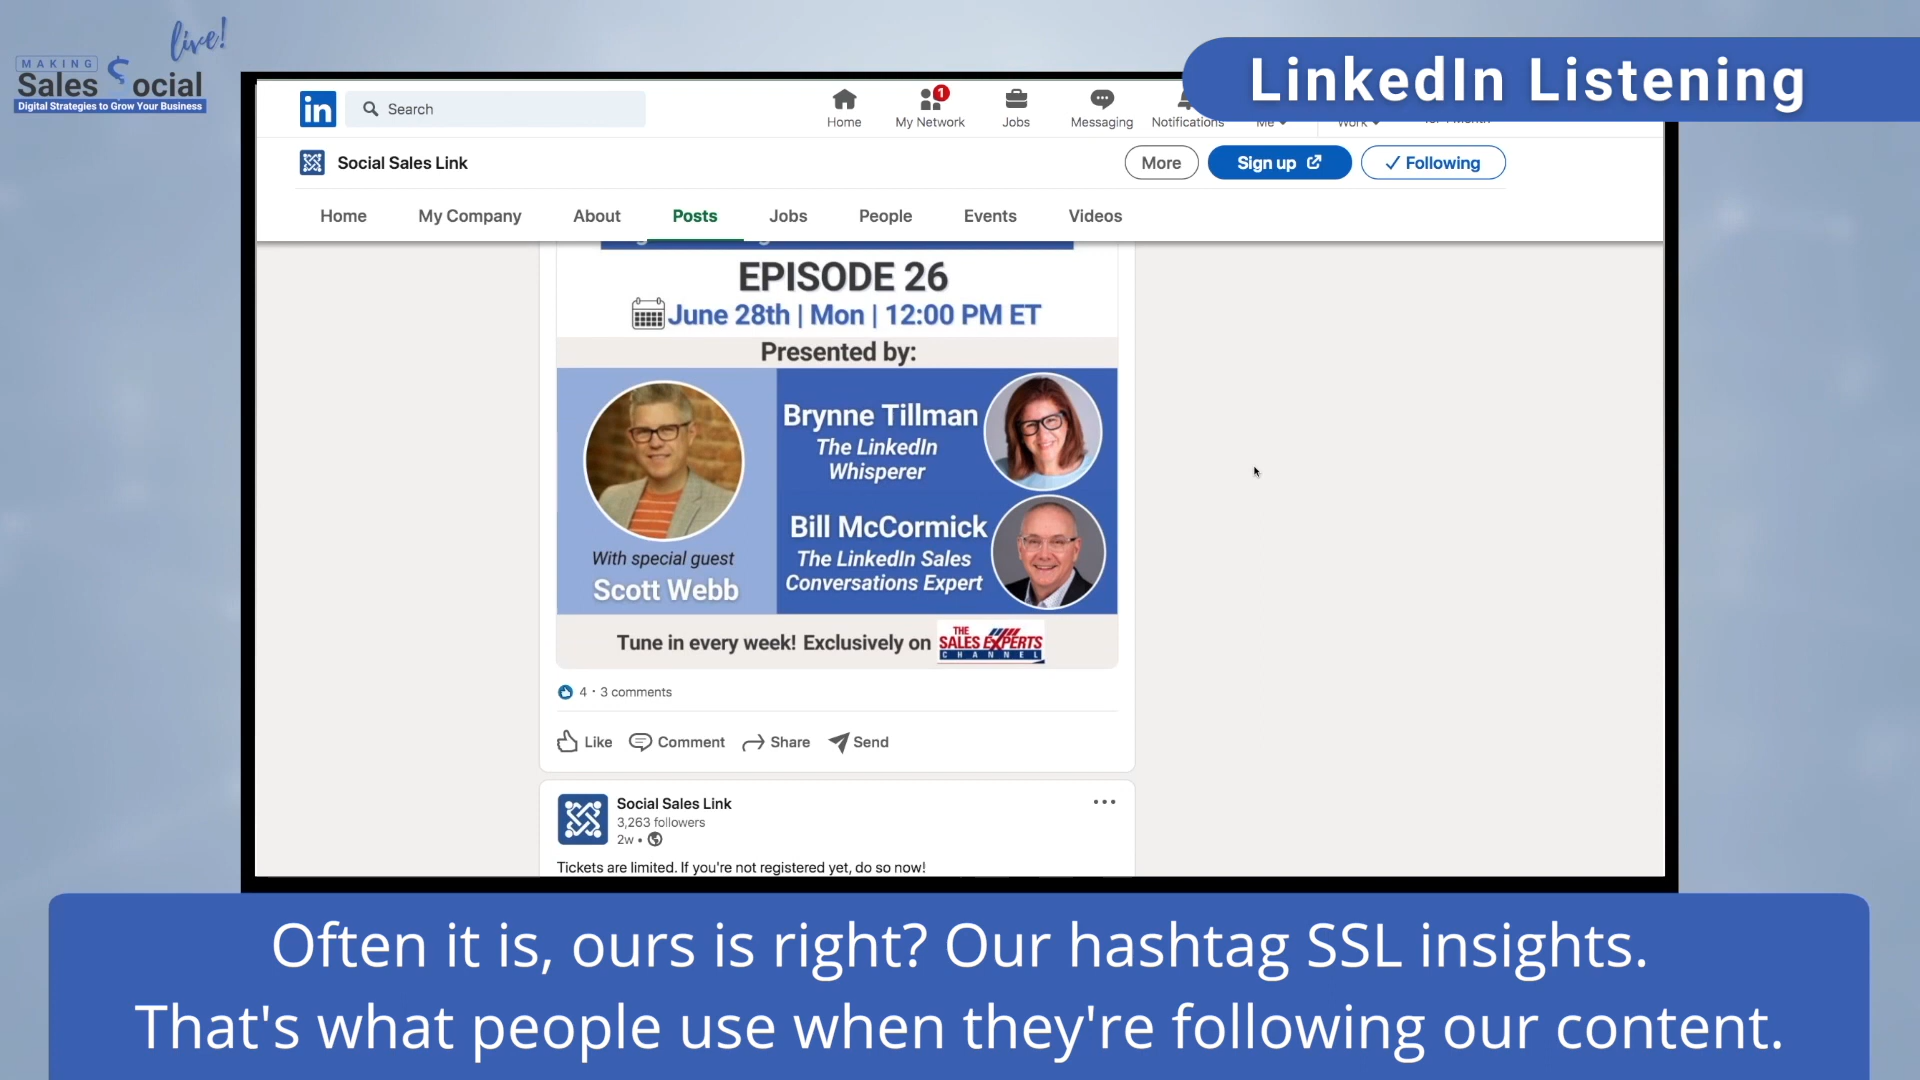 live!
MAKING
Sales Social
Digital Strategies to Grow Your Business
LinkedIn Listening
in
Search
Home
My Network
1
Jobs
Messaging
Notifications
Me
Work
Social Sales Link
More
Sign up
Following
Home
My Company
About
Posts
Jobs
People
Events
Videos
EPISODE 26
June 28th | Mon | 12:00 PM ET
Presented by:
With special guest
Scott Webb
Brynne Tillman
The LinkedIn
Whisperer
Bill McCormick
The LinkedIn Sales
Conversations Expert
Tune in every week! Exclusively on
THE
SALES EXPERTS
CHANNEL
4 · 3 comments
Like
Comment
Share
Send
Social Sales Link
3,263 followers
2w •
Tickets are limited. If you're not registered yet, do so now!
Often it is, ours is right? Our hashtag SSL insights.
That's what people use when they're following our content.